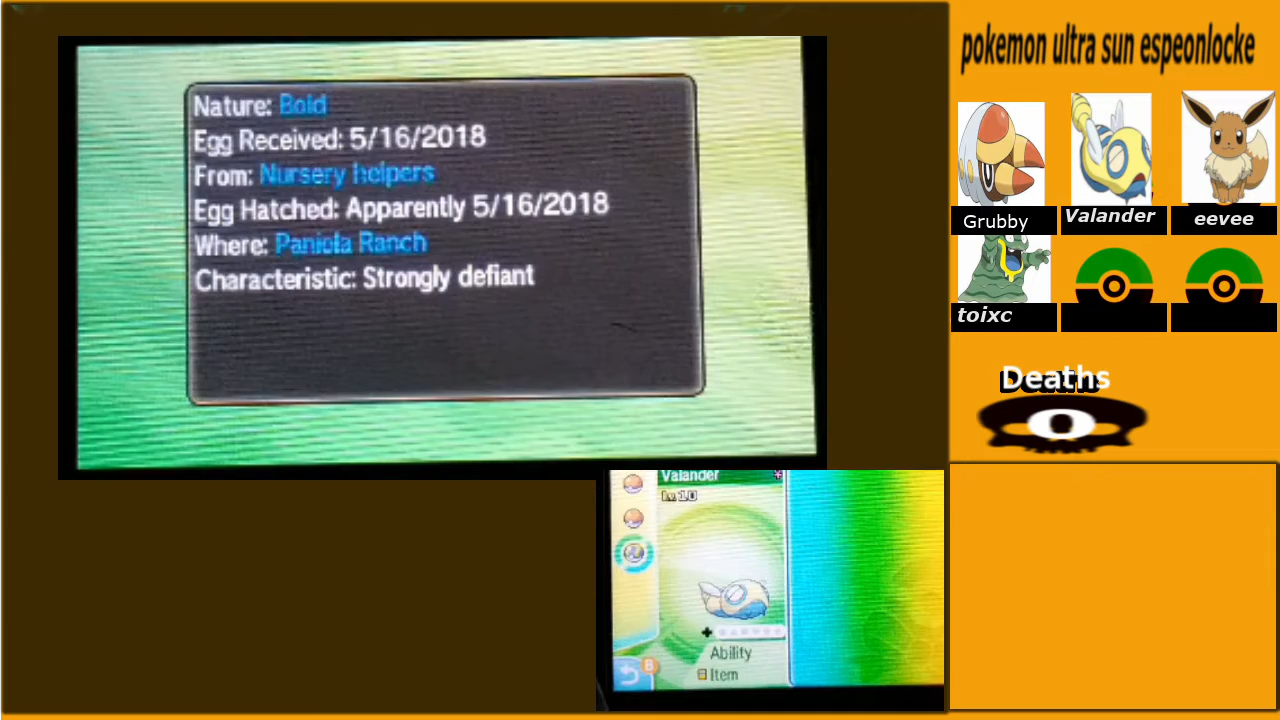 Nature: Bold
Egg Received: 5/16/2018
From: Nursery helpers
Egg Hatched: Apparently 5/16/2018
Where: Paniola Ranch
Characteristic: Strongly defiant
pokemon ultra sun espeonlocke
Grubby
Valander
eevee
toixc
Deaths
0
Valander
Lv.10
B
Ability
Item